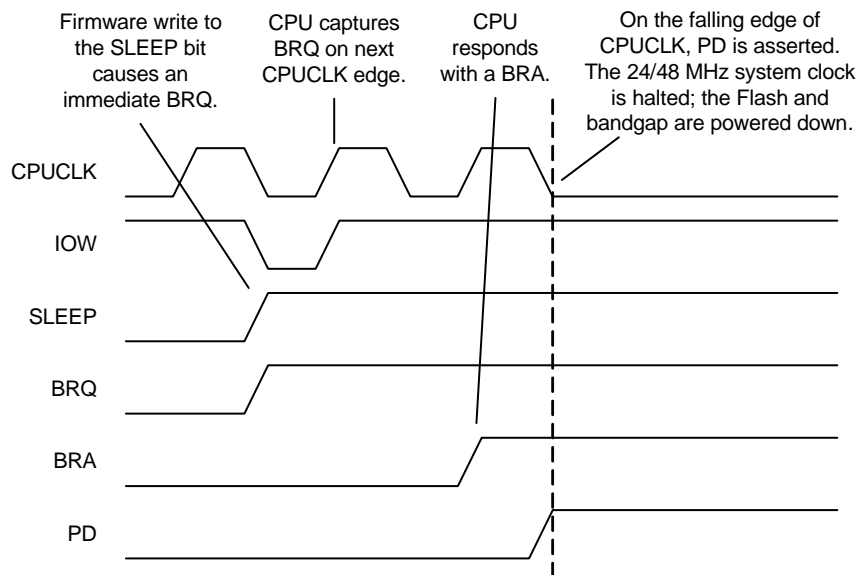 Firmware write to
the SLEEP bit
causes an
immediate BRQ.
CPU captures
BRQ on next
CPUCLK edge.
CPU
responds
with a BRA.
On the falling edge of
CPUCLK, PD is asserted.
The 24/48 MHz system clock
is halted; the Flash and
bandgap are powered down.
CPUCLK
IOW
SLEEP
BRQ
BRA
PD